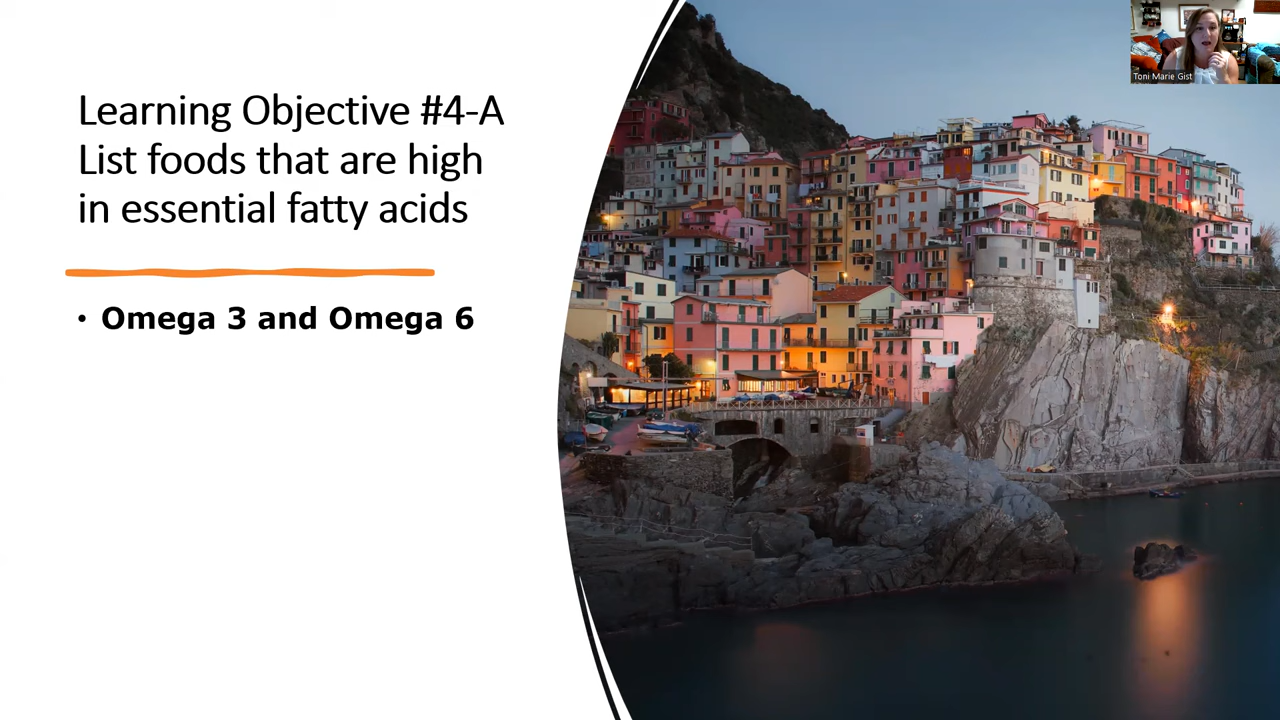 Learning Objective #4-A
List foods that are high
in essential fatty acids
• Omega 3 and Omega 6
Toni Marie Gist